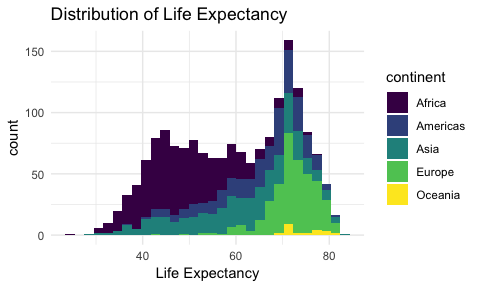 Distribution of Life Expectancy
150
100
50
0
count
40 60 80
Life Expectancy
continent
Africa
Americas
Asia
Europe
Oceania